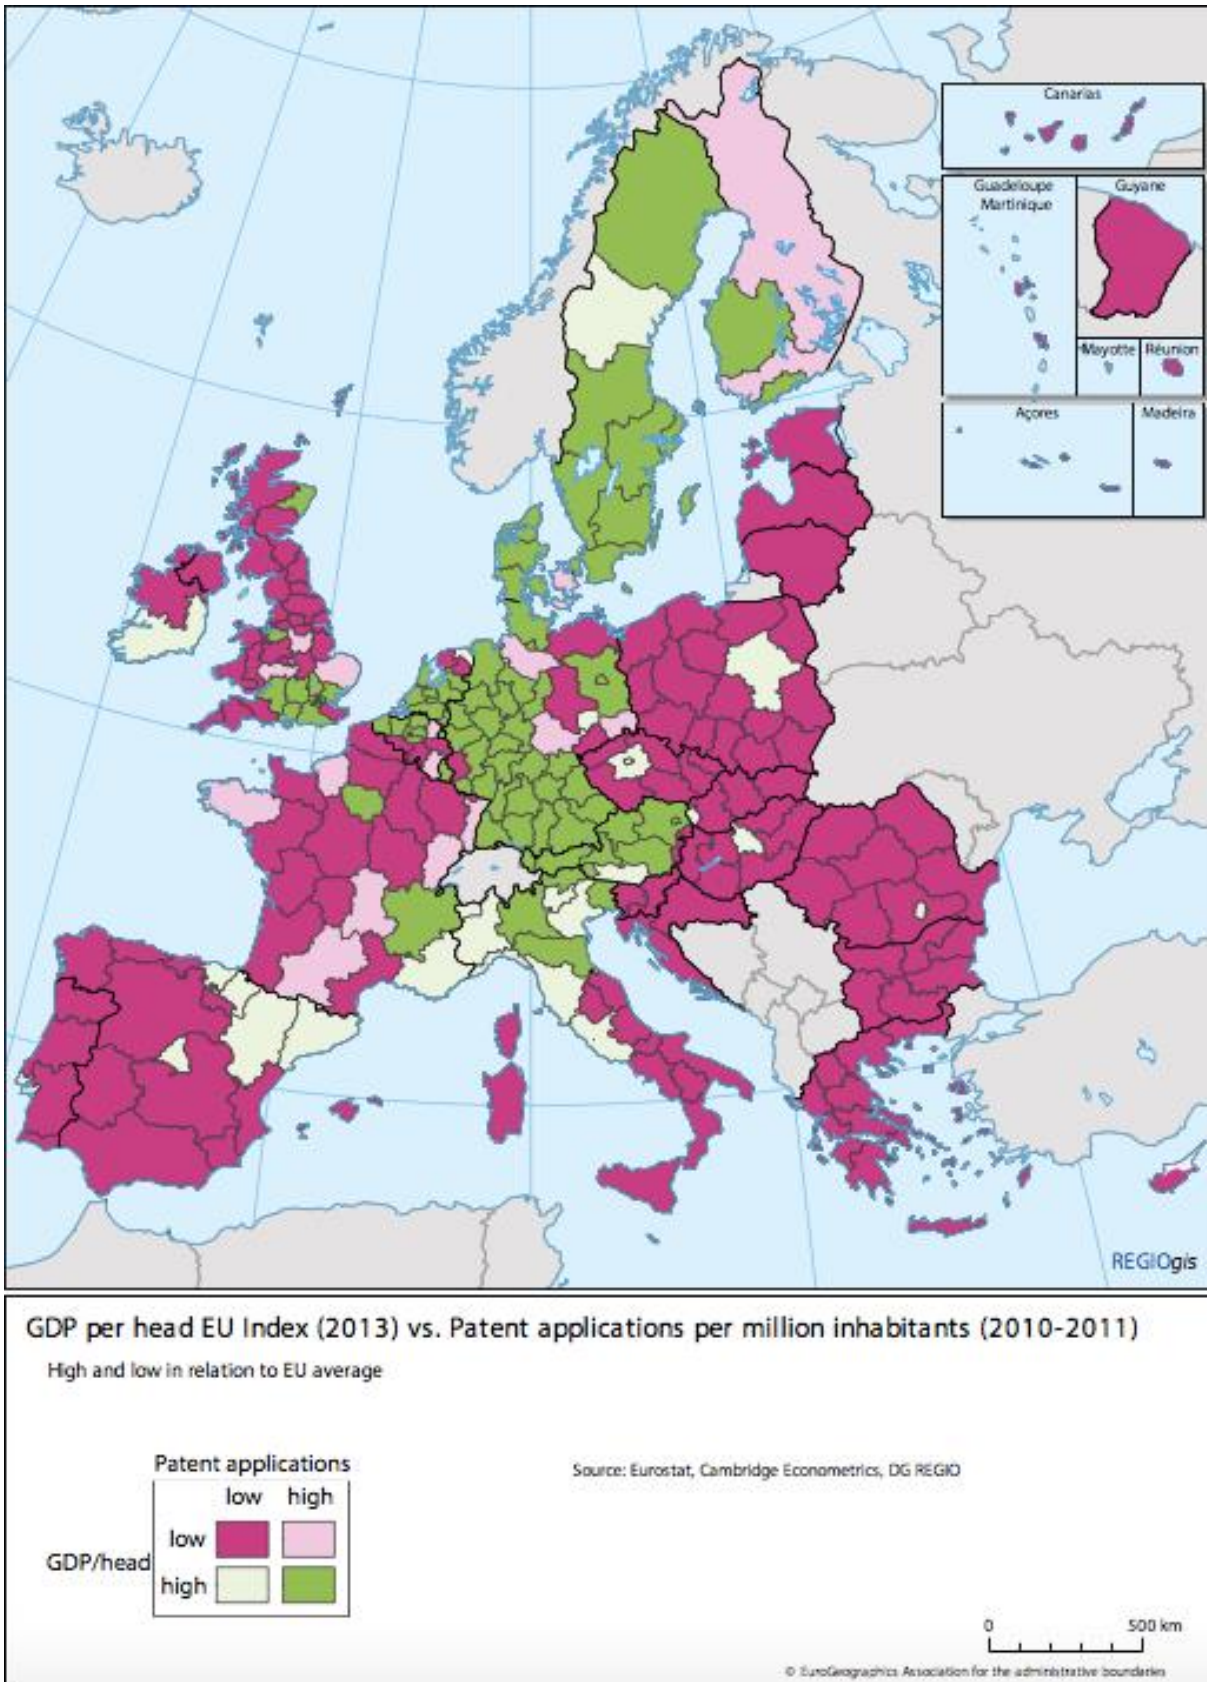 Canarias
Guadeloupe
Martinique
Guyane
Mayotte
Réunion
Açores
Madeira
REGIOgis
GDP per head EU Index (2013) vs. Patent applications per million inhabitants (2010-2011)
High and low in relation to EU average
Patent applications
low high
low
GDP/head
high
Source: Eurostat, Cambridge Econometrics, DG REGIO
0 500 km
© EuroGeographics Association for the administrative boundaries